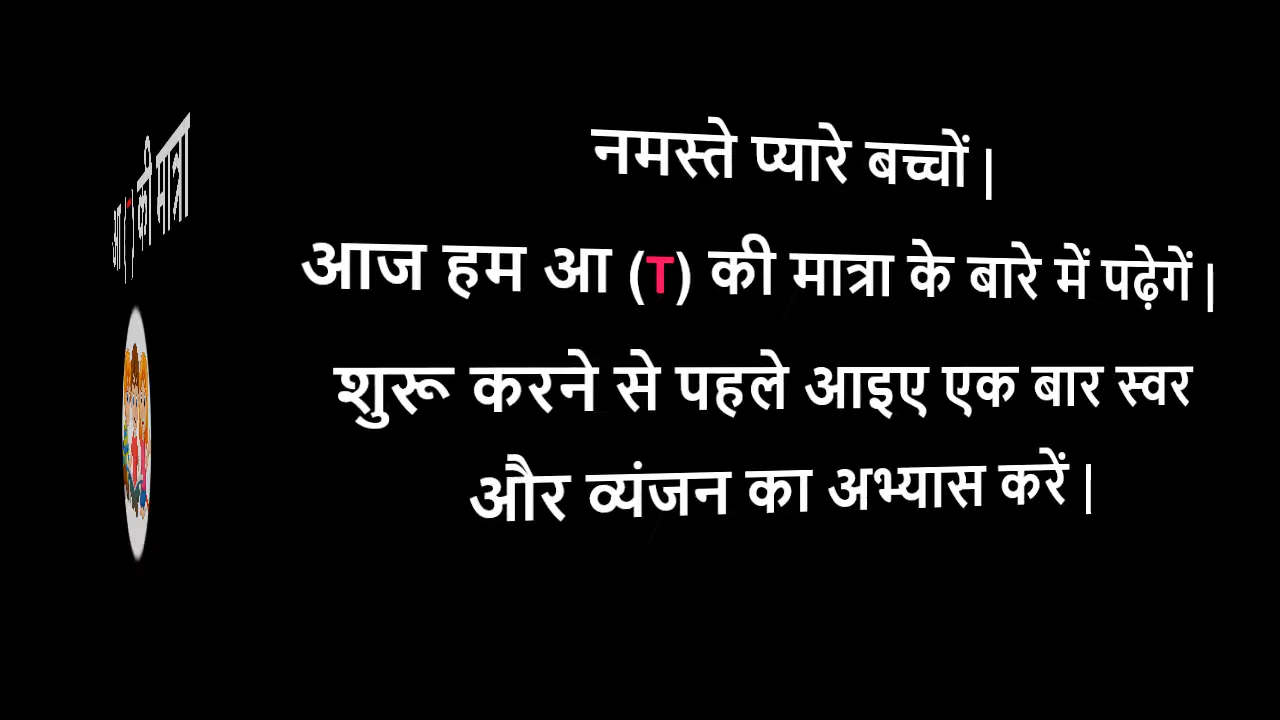 आ (T) की मात्रा
नमस्ते प्यारे बच्चों |
आज हम आ (T) की मात्रा के बारे में पढ़ेगें |
शुरू करने से पहले आइए एक बार स्वर
और व्यंजन का अभ्यास करें |